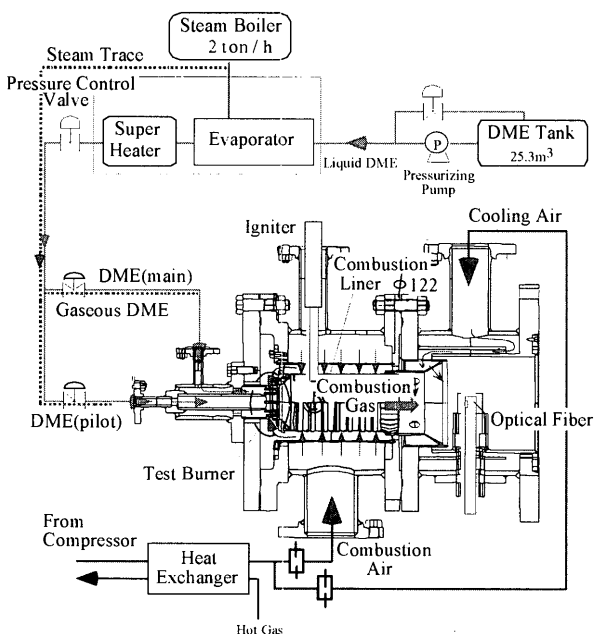 Steam Boiler
2 ton / h
Steam Trace
Pressure Control
Valve
Super
Heater
Evaporator
Liquid DME
P
Pressurizing
Pump
DME Tank
25.3m3
Cooling Air
Igniter
Combustion
Liner
Φ122
DME(main)
Gaseous DME
Combustion
Gas
DME(pilot)
Optical Fiber
Test Burner
From
Compressor
Heat
Exchanger
Combustion
Air
Hot Gas